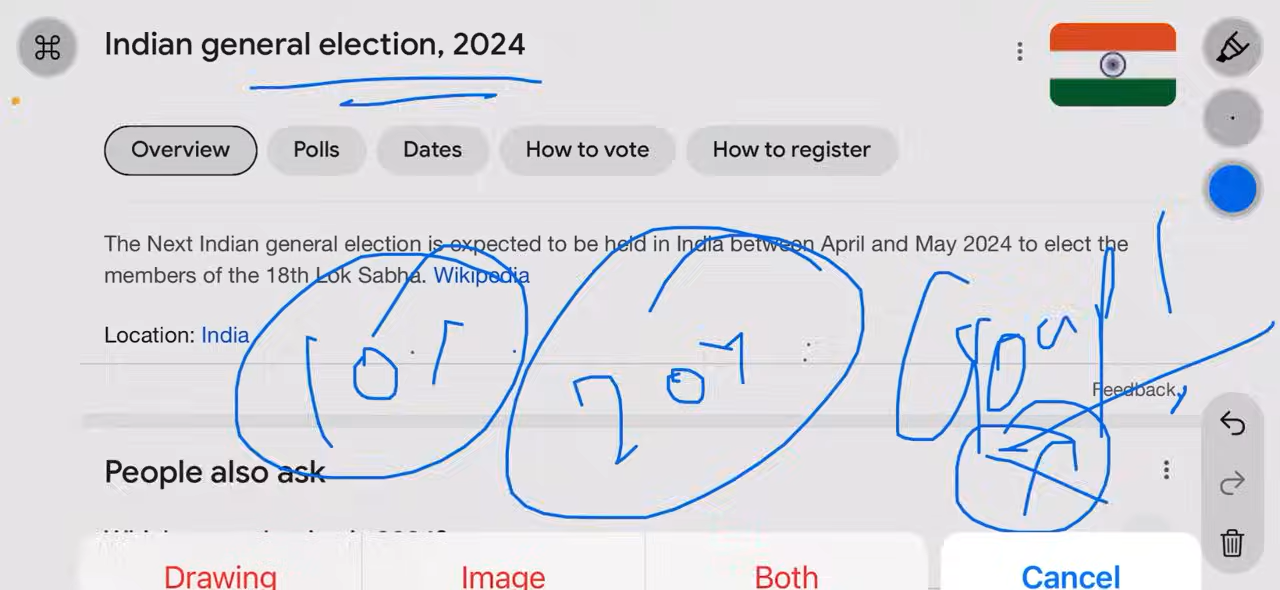 Indian general election, 2024
Overview Polls Dates How to vote How to register
The Next Indian general election is expected to be held in India between April and May 2024 to elect the
members of the 18th Lok Sabha. Wikipedia
Location: India
Feedback
People also ask
Drawing Image Both Cancel